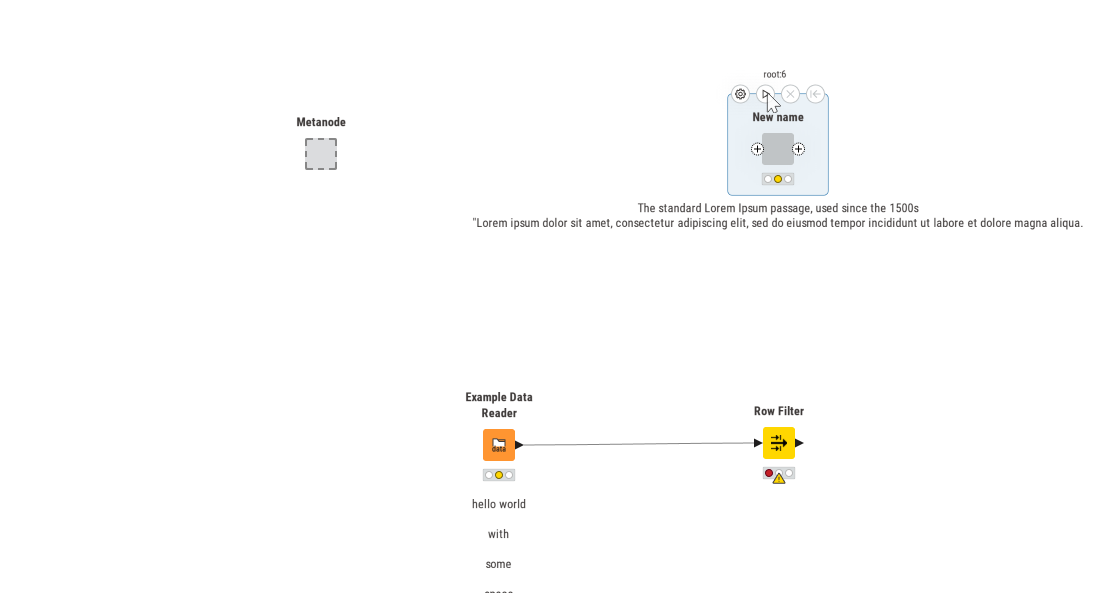 root:6
Metanode
New name
The standard Lorem Ipsum passage, used since the 1500s
"Lorem ipsum dolor sit amet, consectetur adipiscing elit, sed do eiusmod tempor incididunt ut labore et dolore magna aliqua.
Example Data
Reader
Row Filter
data
hello world
with
some